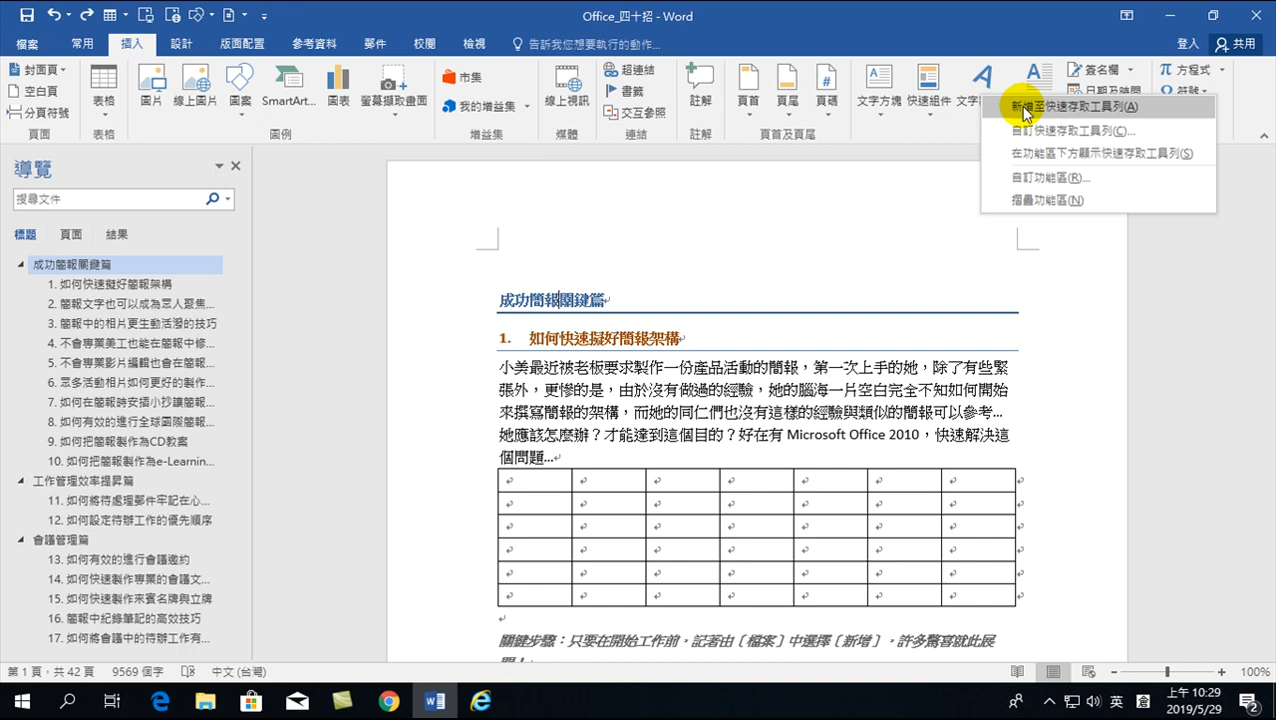 Office_四十招 - Word
檔案 常用 插入 設計 版面配置 參考資料 郵件 校閱 檢視 告訴我您想要執行的動作... 登入 共用
封面頁
空白頁
分頁符號
頁面
表格
表格
圖片 線上圖片 圖案 SmartArt... 圖表 螢幕擷取畫面
圖例
市集
我的增益集
增益集
線上視訊
媒體
超連結
書籤
交互參照
連結
註解
註解
頁首 頁尾 頁碼
頁首及頁尾
文字方塊 快速組件
簽名欄
日期及時間
方程式
符號
新增至快速存取工具列(A)
自訂快速存取工具列(C)...
在功能區下方顯示快速存取工具列(S)
自訂功能區(R)...
摺疊功能區(N)
導覽
搜尋文件
標題 頁面 結果
成功簡報關鍵篇
1. 如何快速擬好簡報架構
2. 簡報文字也可以成為眾人聚焦...
3. 簡報中的相片更生動活潑的技巧
4. 不會專業美工也能在簡報中修...
5. 不會專業影片編輯也會在簡報...
6. 眾多活動相片如何更好的製作...
7. 如何在簡報時安插小抄讓簡報...
8. 如何有效的進行全球國際簡報...
9. 如何把簡報製作為CD教案
10. 如何把簡報製作為e-Learnin...
工作管理效率提昇篇
11. 如何將待處理郵件牢記在心...
12. 如何設定待辦工作的優先順序
會議管理篇
13. 如何有效的進行會議邀約
14. 如何快速製作專業的會議文...
15. 如何快速製作來賓名牌與立牌
16. 簡報中紀錄筆記的高效技巧
17. 如何將會議中的待辦工作有...
成功簡報關鍵篇
1. 如何快速擬好簡報架構
小美最近被老板要求製作一份產品活動的簡報，第一次上手的她，除了有些緊
張外，更慘的是，由於沒有做過的經驗，她的腦海一片空白完全不知如何開始
來撰寫簡報的架構，而她的同仁們也沒有這樣的經驗與類似的簡報可以參考...
她應該怎麼辦？才能達到這個目的？好在有 Microsoft Office 2010，快速解決這
個問題...
關鍵步驟：只要在開始工作前，記著由〔檔案〕中選擇〔新增〕，許多驚喜就此展
第 1 頁，共 42 頁 9569 個字 中文 (台灣) 100%
英 上午 10:29
2019/5/29
2